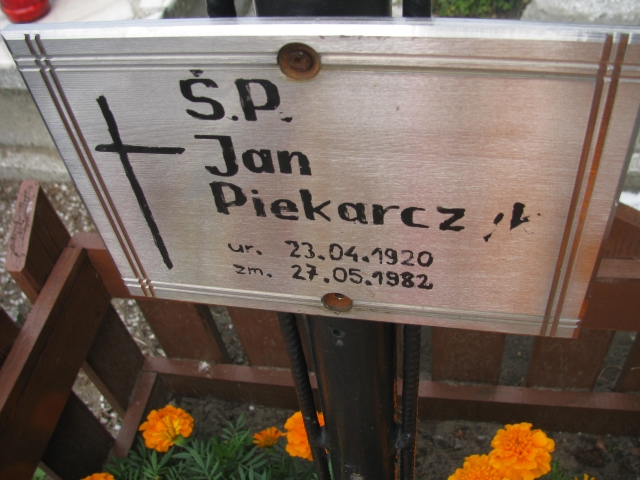 Ś.P.
Jan
Piekarczyk
ur. 23.04.1920
zm. 27.05.1982